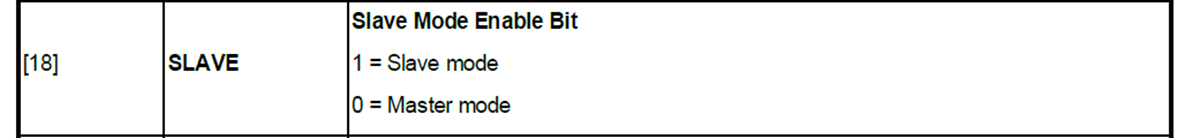 Slave Mode Enable Bit
[18] SLAVE 1 = Slave mode
0 = Master mode